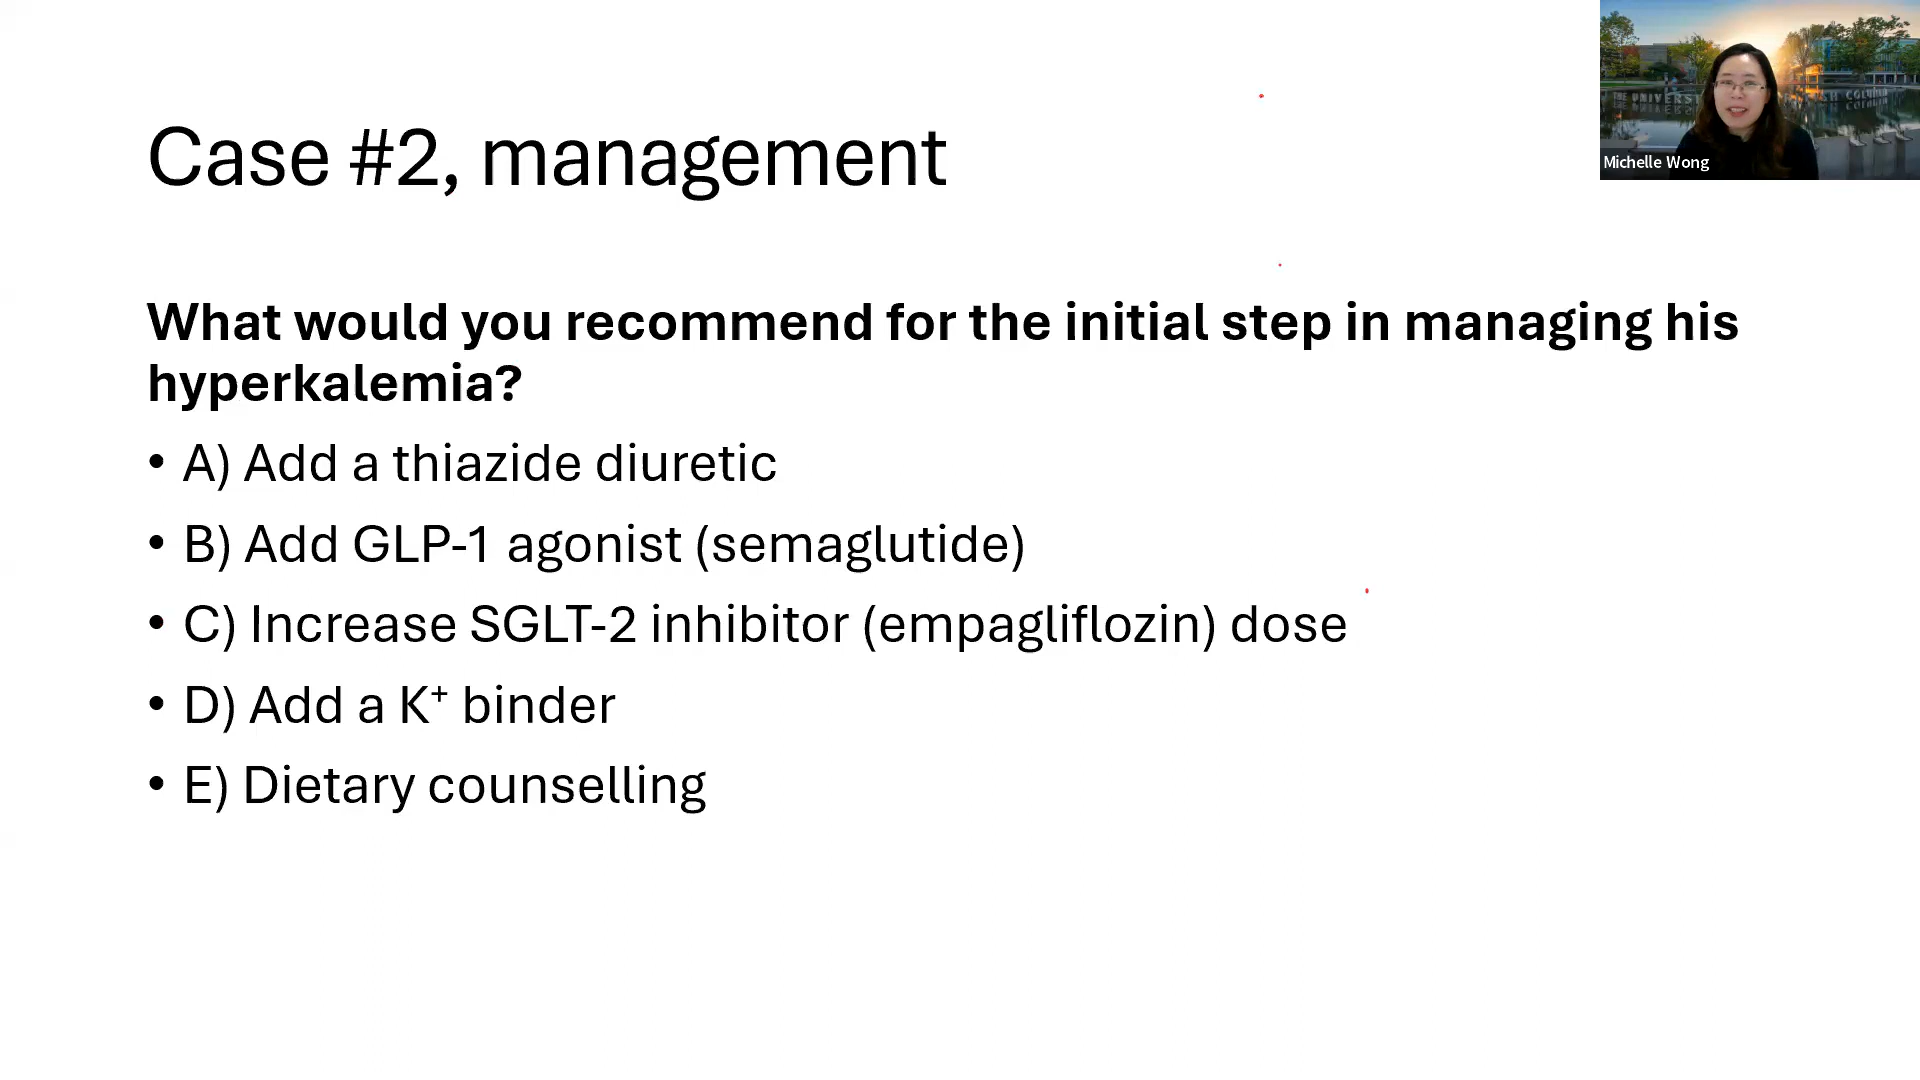 Case #2, management
What would you recommend for the initial step in managing his
hyperkalemia?
• A) Add a thiazide diuretic
• B) Add GLP-1 agonist (semaglutide)
• C) Increase SGLT-2 inhibitor (empagliflozin) dose
• D) Add a K⁺ binder
• E) Dietary counselling
Michelle Wong